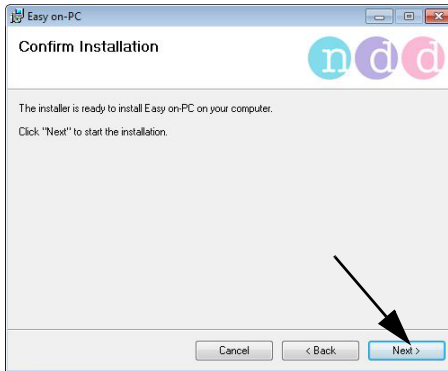 Easy on-PC
Confirm Installation
ndd
The installer is ready to install Easy on-PC on your computer.
Click "Next" to start the installation.
Cancel
< Back
Next >